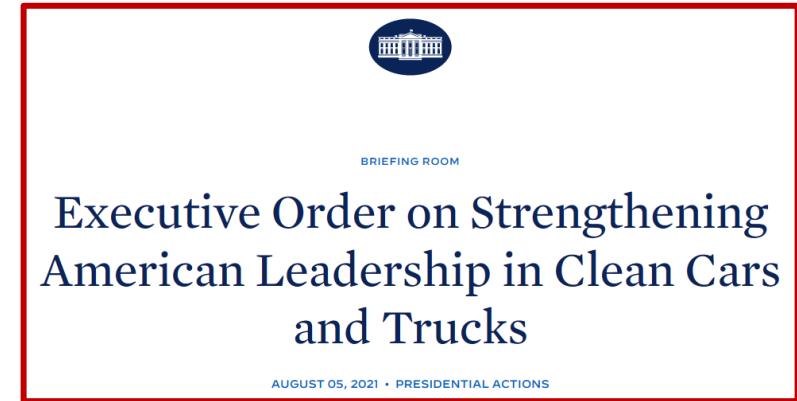 BRIEFING ROOM
Executive Order on Strengthening
American Leadership in Clean Cars
and Trucks
AUGUST 05, 2021 • PRESIDENTIAL ACTIONS